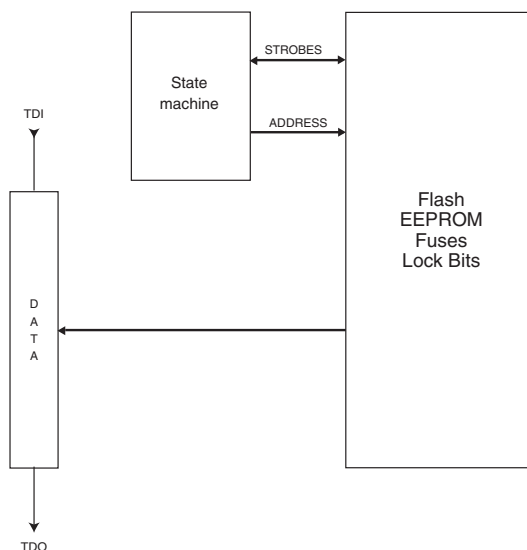 STROBES
State
machine
ADDRESS
TDI
Flash
EEPROM
Fuses
Lock Bits
D
A
T
A
TDO